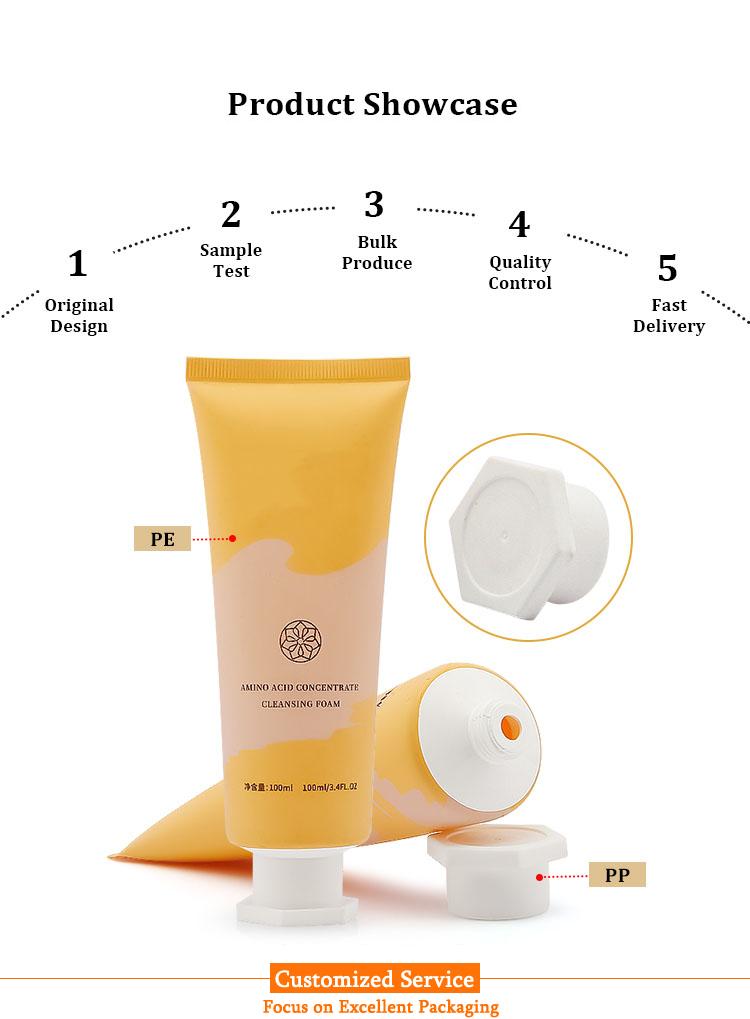 Product Showcase
1
Original
Design
2
Sample
Test
3
Bulk
Produce
4
Quality
Control
5
Fast
Delivery
PE
AMINO ACID CONCENTRATE
CLEANSING FOAM
净含量:100ml 100ml/3.4FL.OZ
PP
Customized Service
Focus on Excellent Packaging